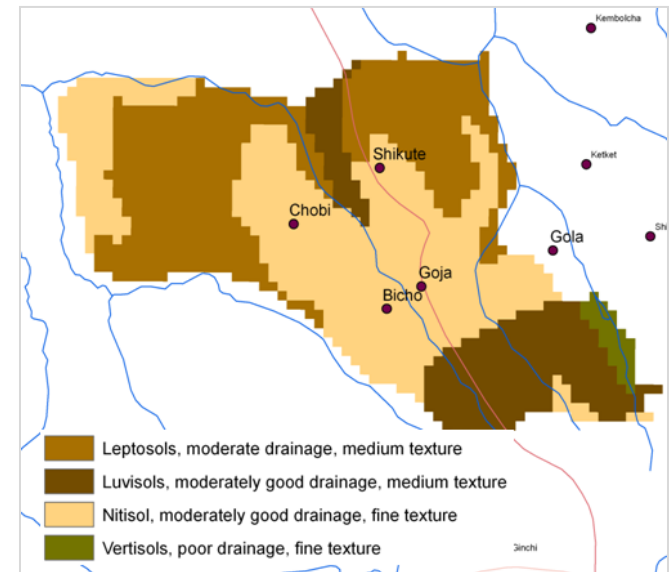 Kembolcha
Shikute
Ketket
Chobi
Gola
Shi
Goja
Bicho
Leptosols, moderate drainage, medium texture
Luvisols, moderately good drainage, medium texture
Nitisol, moderately good drainage, fine texture
Vertisols, poor drainage, fine texture
Ginchi